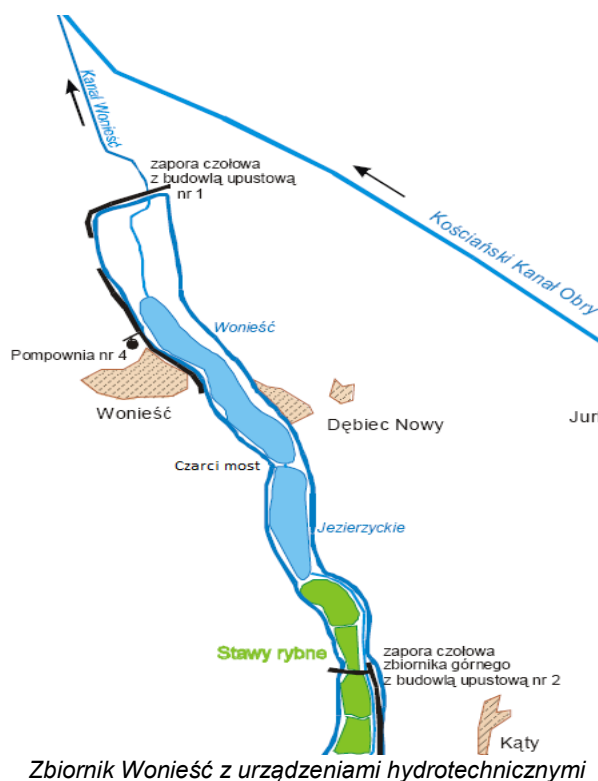 Kanał Wonieść
zapora czołowa
z budowlą upustową
nr 1
Kościański Kanał Obry
Wonieść
Pompownia nr 4
Wonieść
Dębiec Nowy
Jur
Czarci most
Jezierzyckie
Stawy rybne
zapora czołowa
zbiornika górnego
z budowlą upustową nr 2
Kąty
Zbiornik Wonieść z urządzeniami hydrotechnicznymi